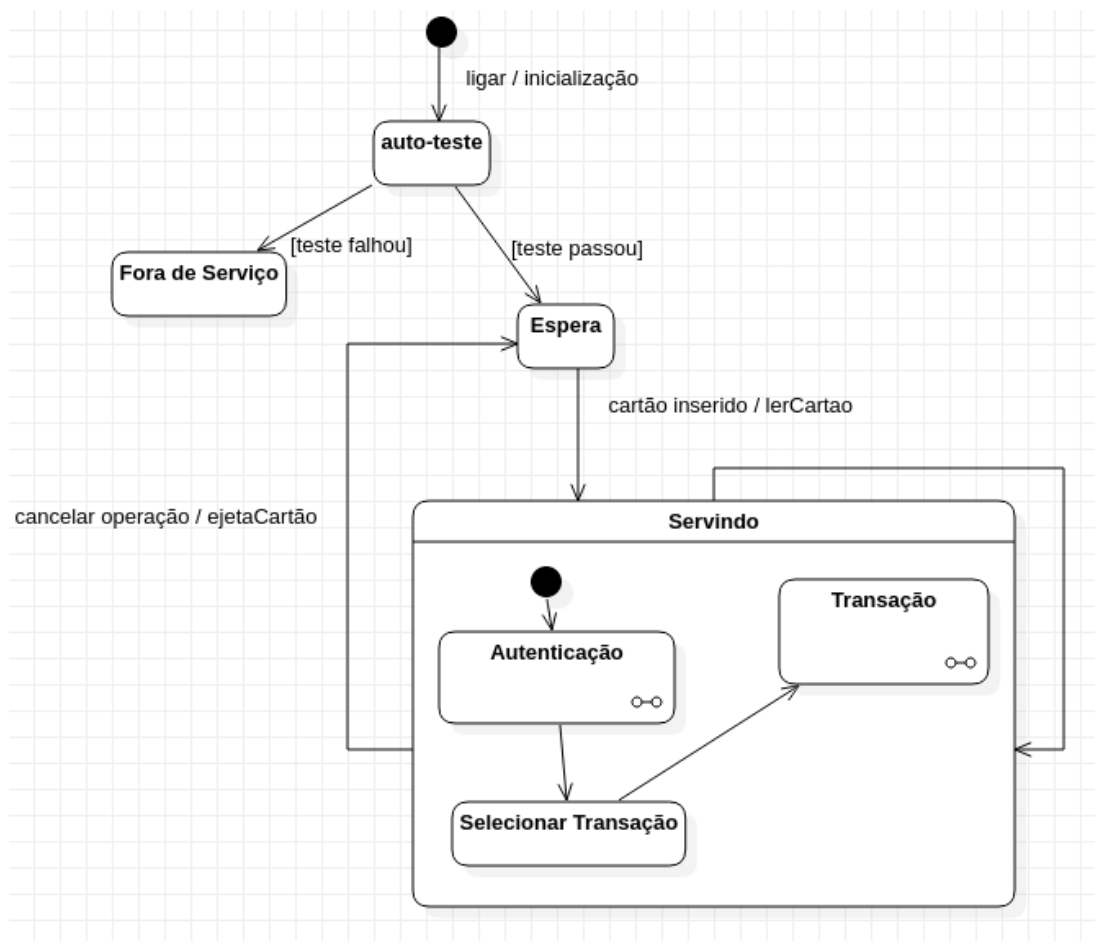 ligar / inicialização
auto-teste
[teste falhou]
[teste passou]
Fora de Serviço
Espera
cartão inserido / lerCartao
cancelar operação / ejetaCartão
Servindo
Transação
Autenticação
Selecionar Transação